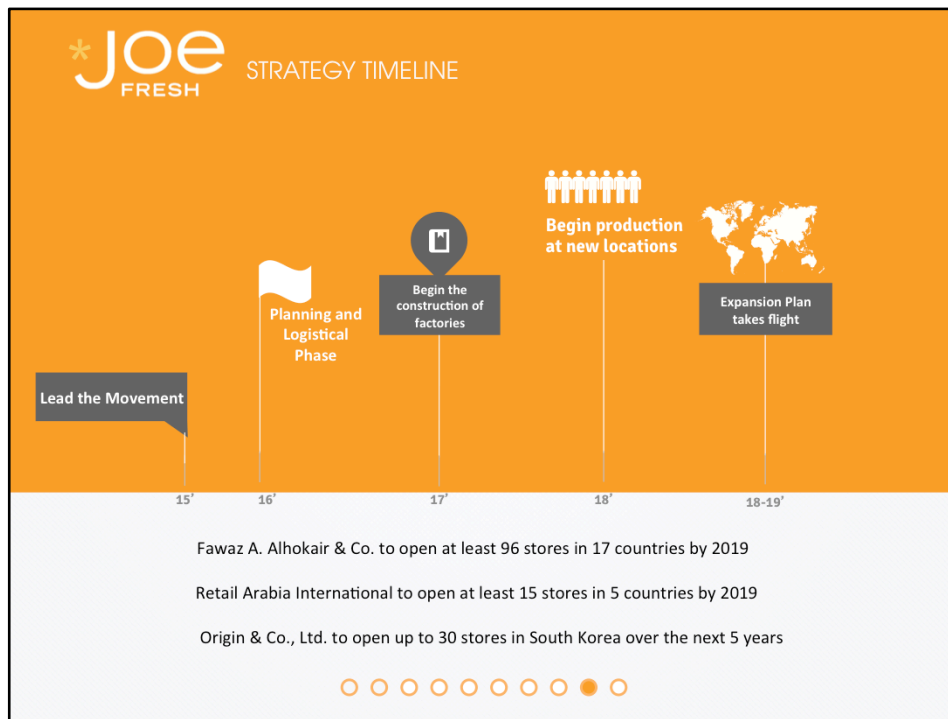 *Joe
FRESH
STRATEGY TIMELINE
Lead the Movement
Planning and
Logistical
Phase
Begin the
construction of
factories
Begin production
at new locations
Expansion Plan
takes flight
15’
16’
17’
18’
18-19’
Fawaz A. Alhokair & Co. to open at least 96 stores in 17 countries by 2019
Retail Arabia International to open at least 15 stores in 5 countries by 2019
Origin & Co., Ltd. to open up to 30 stores in South Korea over the next 5 years